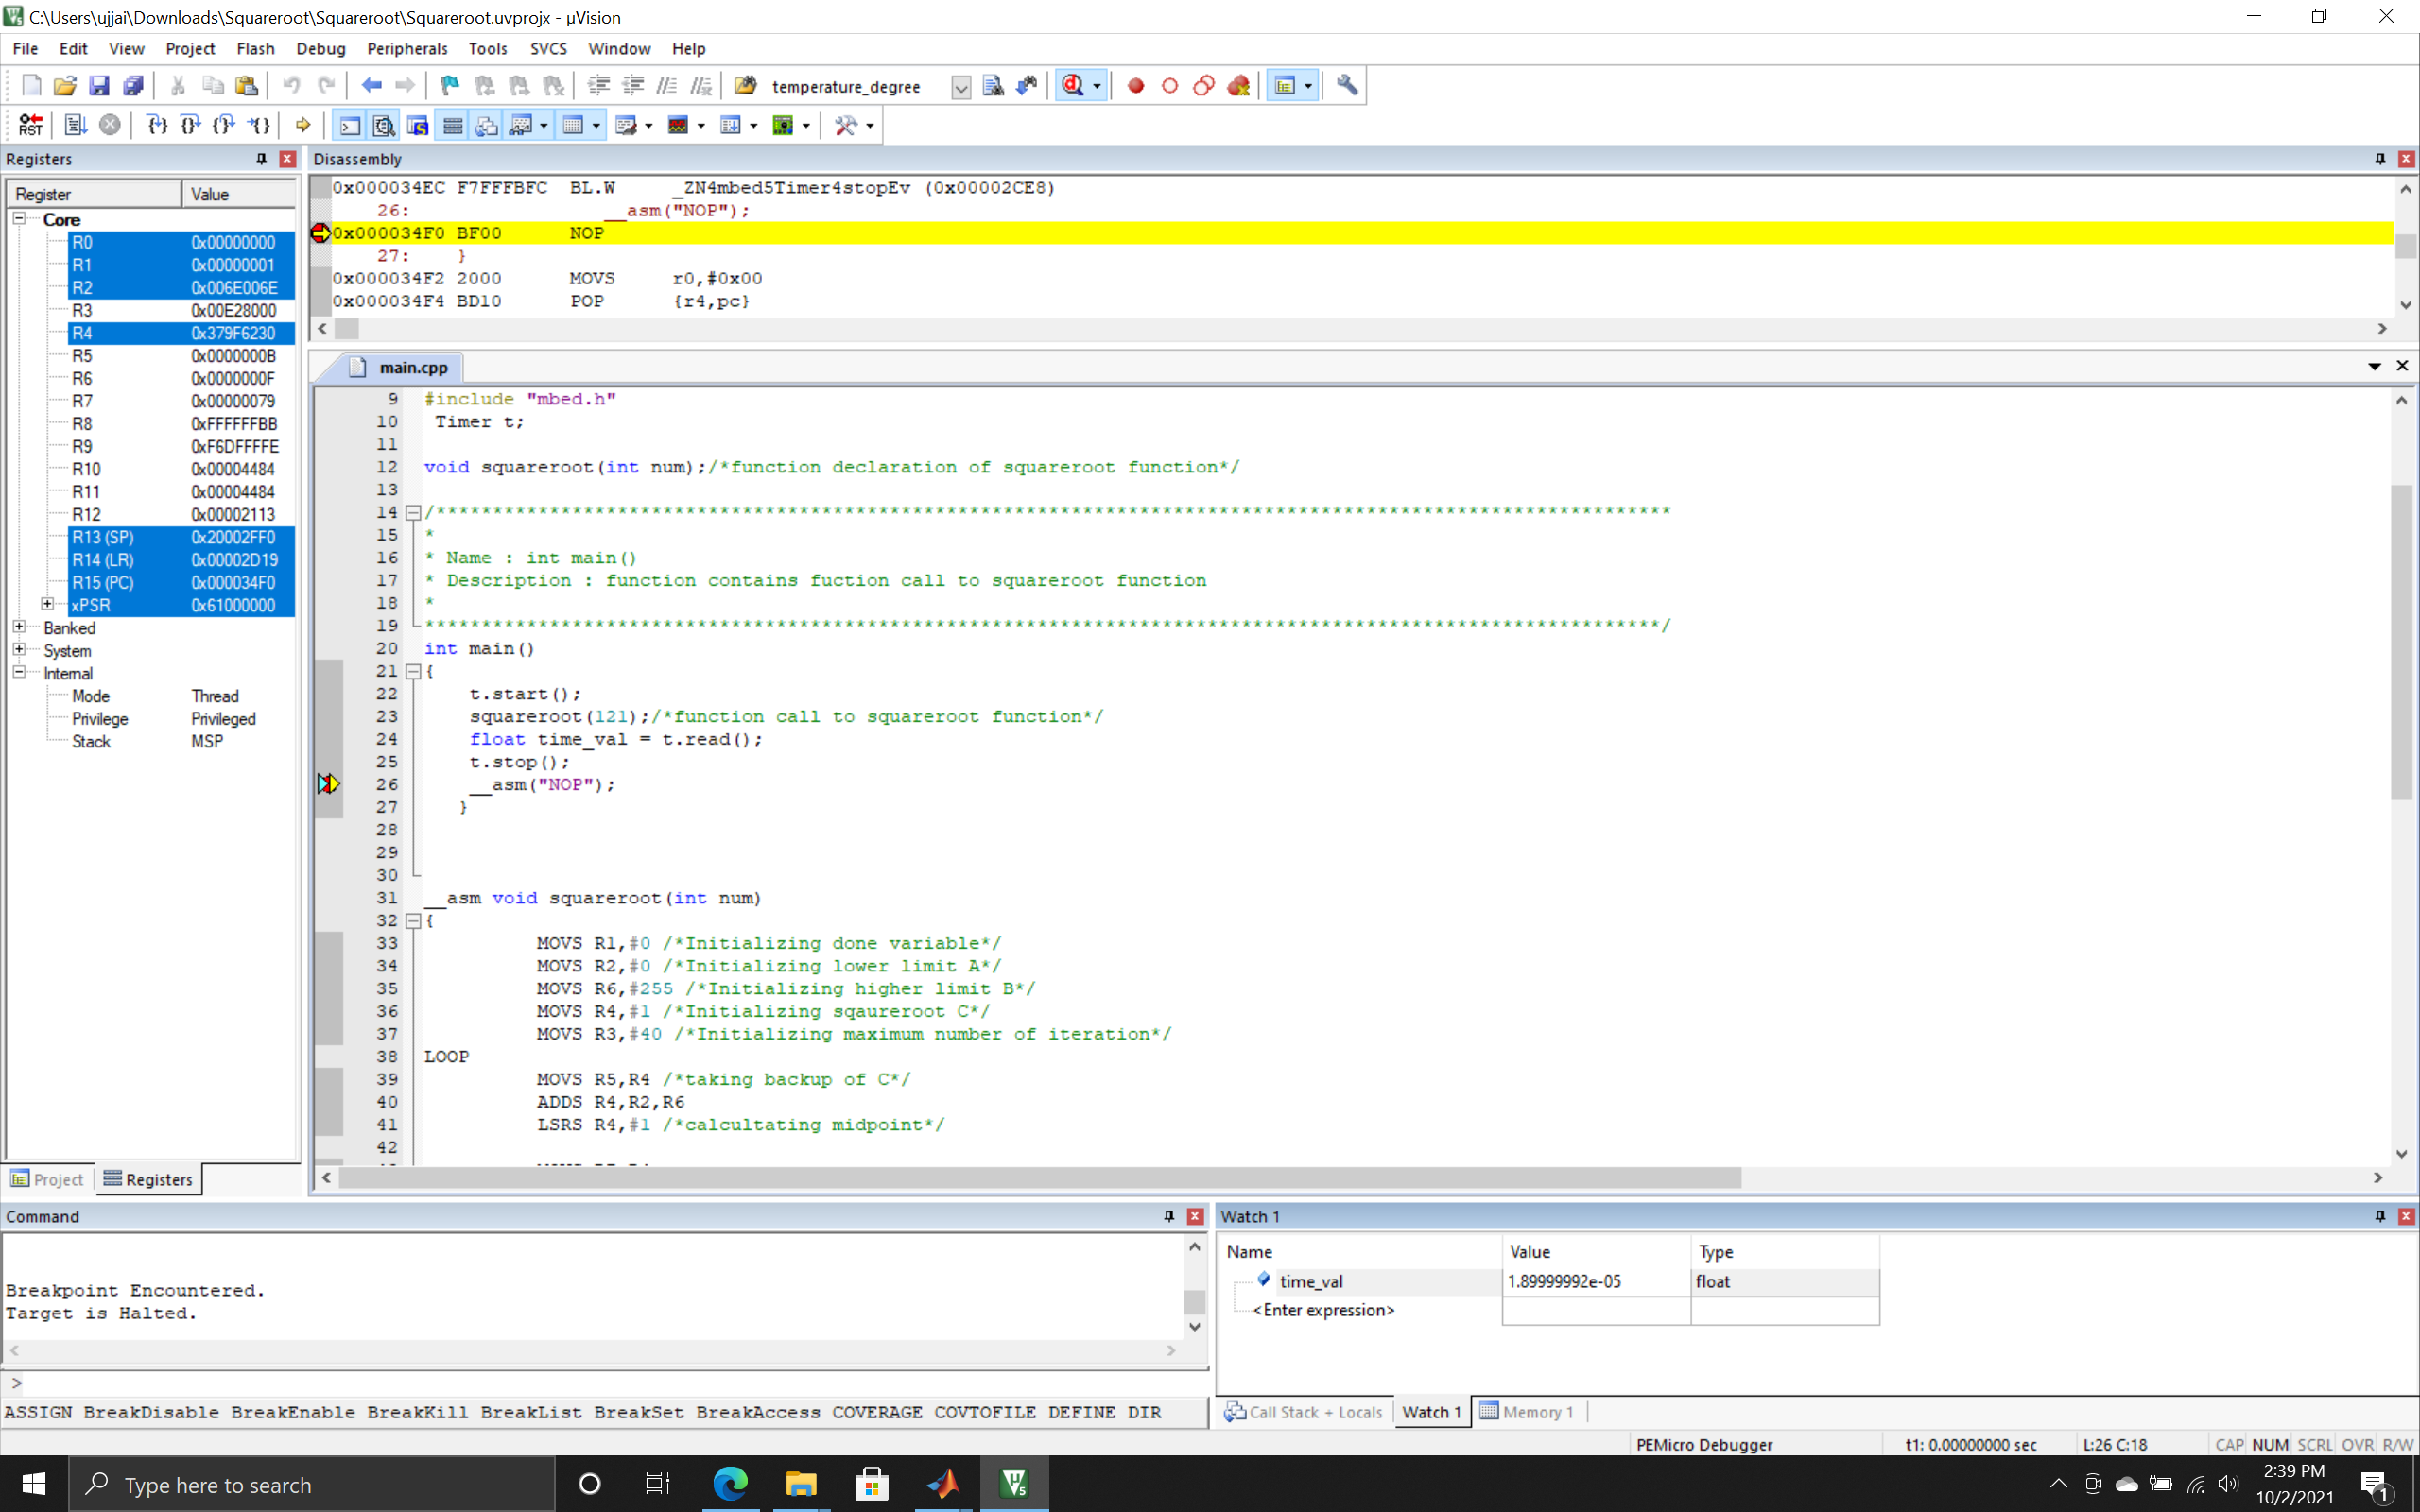 C:\Users\ujjai\Downloads\Squareroot\Squareroot\Squareroot.uvprojx - µVision
File Edit View Project Flash Debug Peripherals Tools SVCS Window Help
temperature_degree
RST
Registers
Register Value
Core
R0 0x00000000
R1 0x00000001
R2 0x006E006E
R3 0x00E28000
R4 0x379F6230
R5 0x0000000B
R6 0x0000000F
R7 0x00000079
R8 0xFFFFFFBB
R9 0xF6DFFFFE
R10 0x00004484
R11 0x00004484
R12 0x00002113
R13 (SP) 0x20002FF0
R14 (LR) 0x00002D19
R15 (PC) 0x000034F0
xPSR 0x61000000
Banked
System
Internal
Mode Thread
Privilege Privileged
Stack MSP
Project Registers
Disassembly
0x000034EC F7FFFBFC BL.W _ZN4mbed5Timer4stopEv (0x00002CE8)
26: __asm("NOP");
0x000034F0 BF00 NOP
27: }
0x000034F2 2000 MOVS r0,#0x00
0x000034F4 BD10 POP {r4,pc}
main.cpp
9 #include "mbed.h"
10 Timer t;
11
12 void squareroot(int num);/*function declaration of squareroot function*/
13
14 /*************************************************************************************************************
15 *
16 * Name : int main()
17 * Description : function contains fuction call to squareroot function
18 *
19 *************************************************************************************************************/
20 int main()
21 {
22 t.start();
23 squareroot(121);/*function call to squareroot function*/
24 float time_val = t.read();
25 t.stop();
26 __asm("NOP");
27 }
28
29
30
31 __asm void squareroot(int num)
32 {
33 MOVS R1,#0 /*Initializing done variable*/
34 MOVS R2,#0 /*Initializing lower limit A*/
35 MOVS R6,#255 /*Initializing higher limit B*/
36 MOVS R4,#1 /*Initializing sqaureroot C*/
37 MOVS R3,#40 /*Initializing maximum number of iteration*/
38 LOOP
39 MOVS R5,R4 /*taking backup of C*/
40 ADDS R4,R2,R6
41 LSRS R4,#1 /*calcultating midpoint*/
42
Command
Breakpoint Encountered.
Target is Halted.
>
ASSIGN BreakDisable BreakEnable BreakKill BreakList BreakSet BreakAccess COVERAGE COVTOFILE DEFINE DIR
Watch 1
Name Value Type
time_val 1.89999992e-05 float
<Enter expression>
Call Stack + Locals Watch 1 Memory 1
PEMicro Debugger t1: 0.00000000 sec L:26 C:18 CAP NUM SCRL OVR R/W
Type here to search
2:39 PM
10/2/2021
1